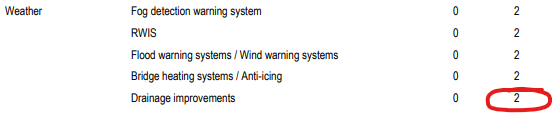 Weather Fog detection warning system 0 2
RWIS 0 2
Flood warning systems / Wind warning systems 0 2
Bridge heating systems / Anti-icing 0 2
Drainage improvements 0 2